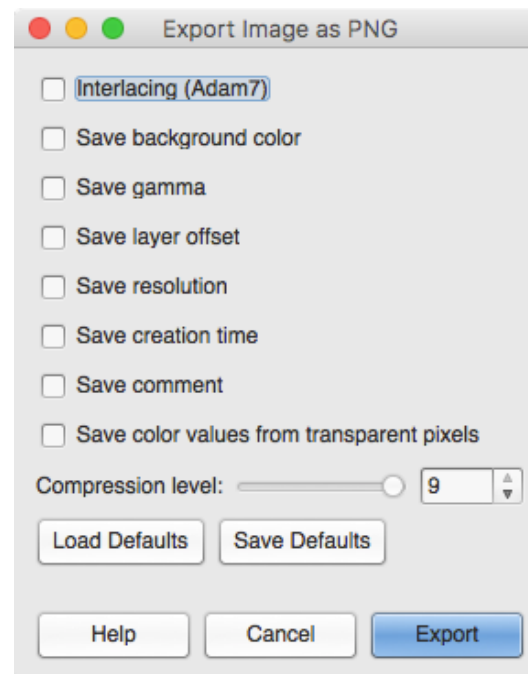 Export Image as PNG
Interlacing (Adam7)
Save background color
Save gamma
Save layer offset
Save resolution
Save creation time
Save comment
Save color values from transparent pixels
Compression level: 9
Load Defaults Save Defaults
Help Cancel Export